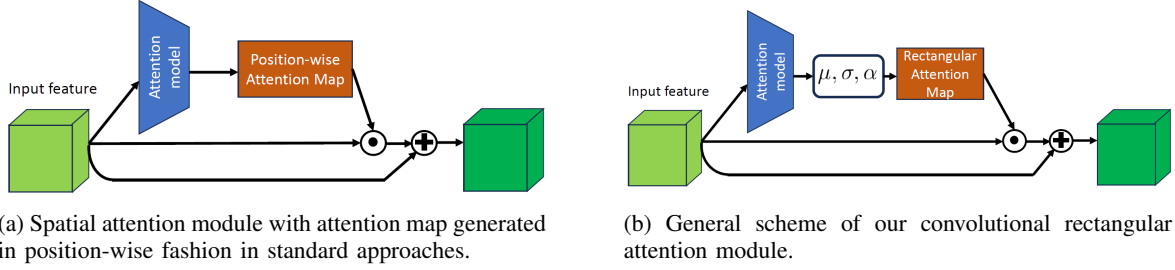 Attention model
Position-wise
Attention Map
Input feature
(a) Spatial attention module with attention map generated
in position-wise fashion in standard approaches.
Attention model
μ, σ, α
Rectangular
Attention
Map
Input feature
(b) General scheme of our convolutional rectangular
attention module.